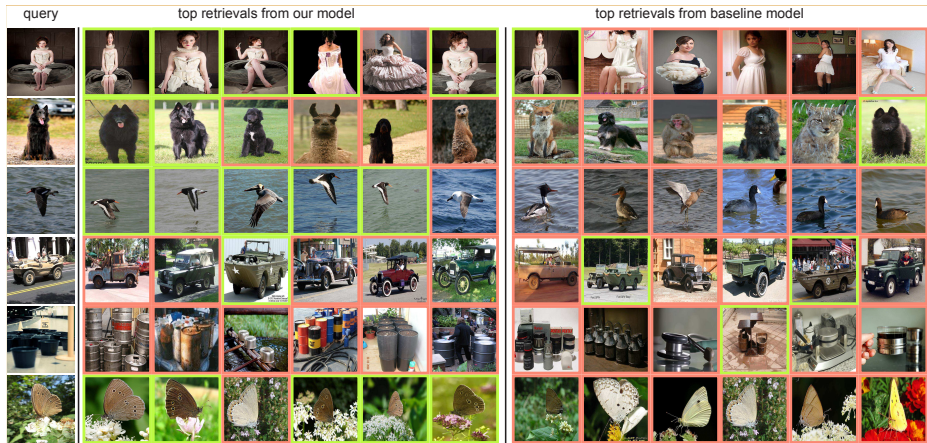 query
top retrievals from our model
top retrievals from baseline model